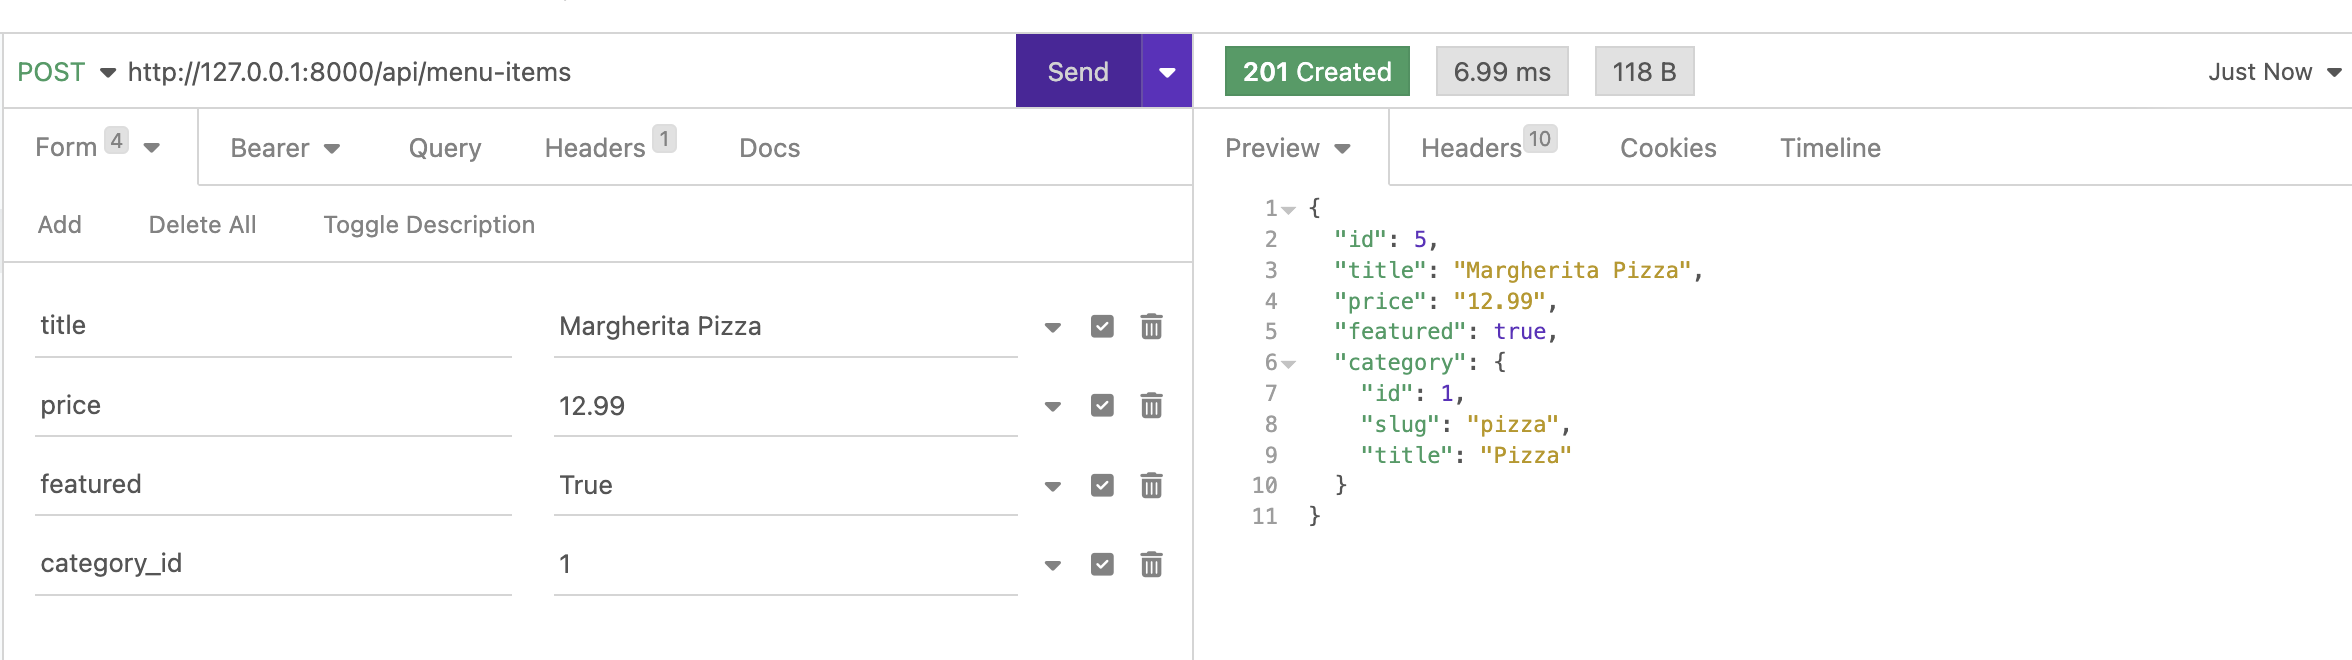 POST http://127.0.0.1:8000/api/menu-items Send
201 Created 6.99 ms 118 B Just Now
Form 4 Bearer Query Headers 1 Docs
Preview Headers 10 Cookies Timeline
Add Delete All Toggle Description
title Margherita Pizza
price 12.99
featured True
category_id 1
1 {
2 "id": 5,
3 "title": "Margherita Pizza",
4 "price": "12.99",
5 "featured": true,
6 "category": {
7 "id": 1,
8 "slug": "pizza",
9 "title": "Pizza"
10 }
11 }